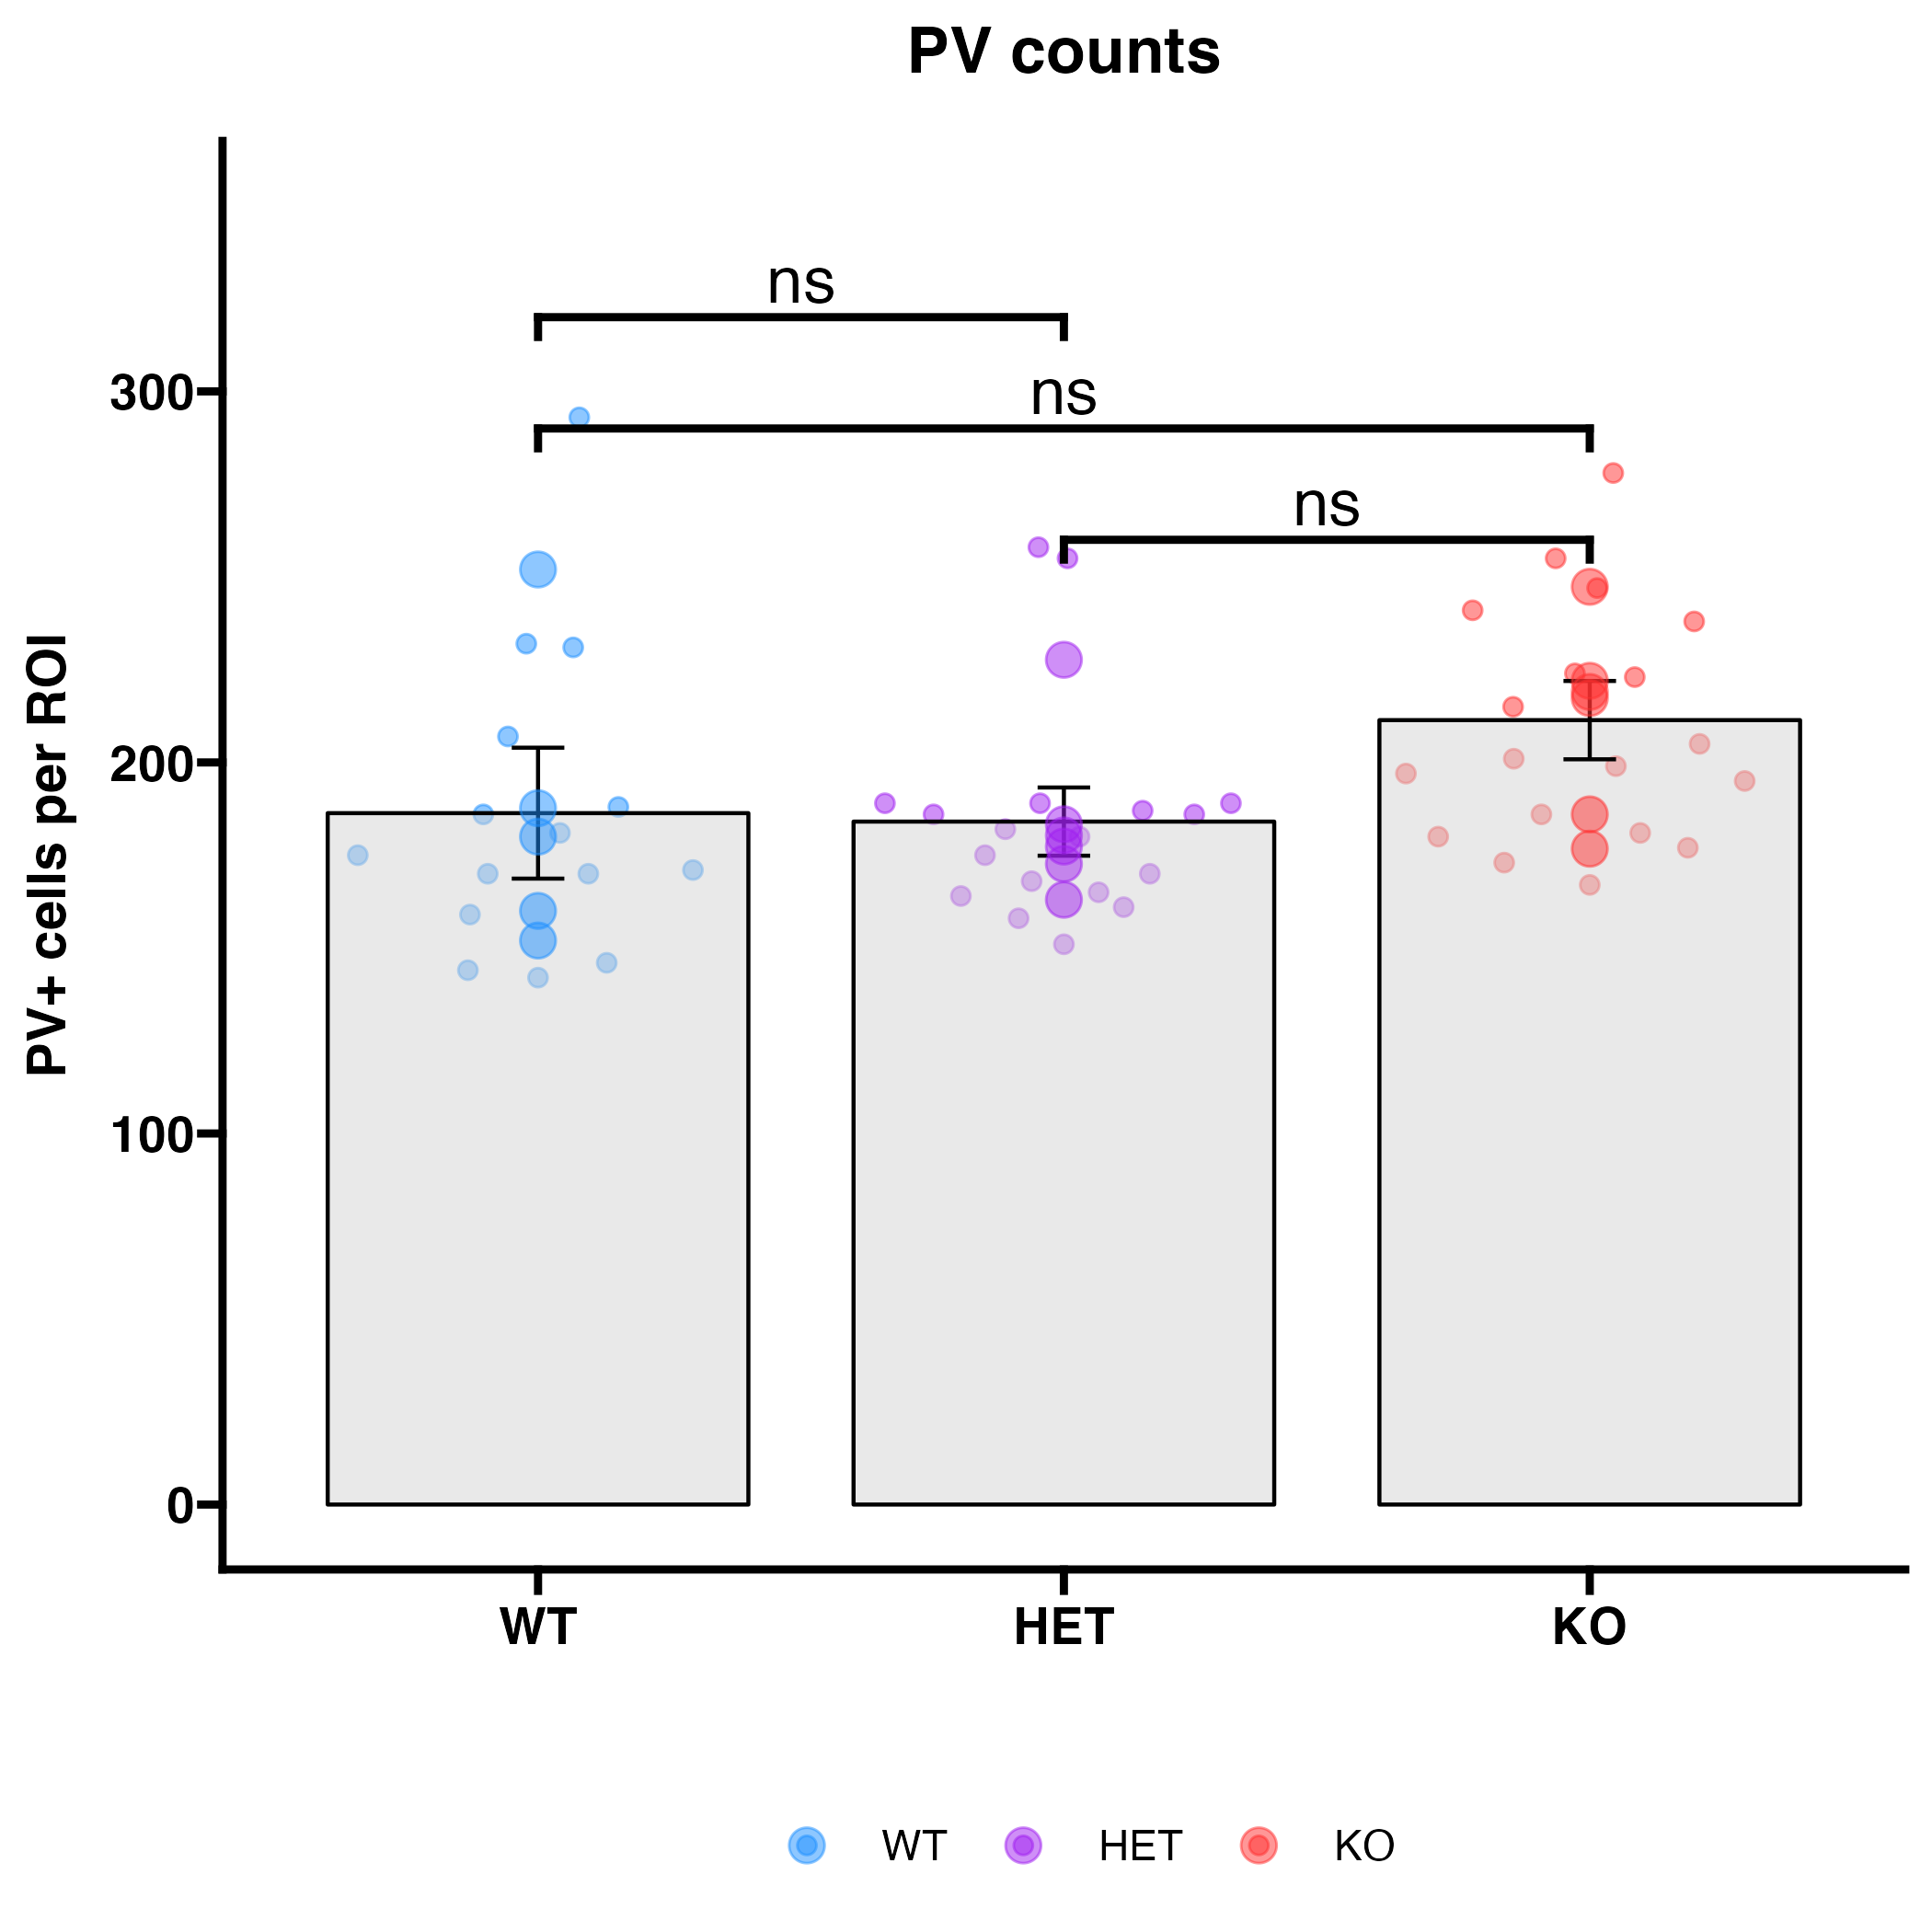 PV counts
ns
ns
ns
300
200
100
0
PV+ cells per ROI
WT
HET
KO
WT
HET
KO